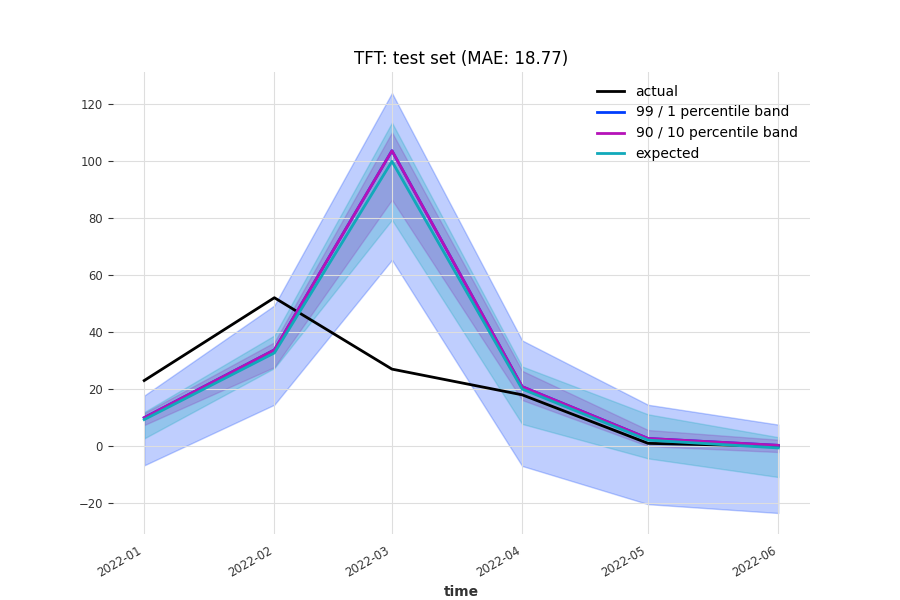 TFT: test set (MAE: 18.77)
actual
99 / 1 percentile band
90 / 10 percentile band
expected
120
100
80
60
40
20
0
−20
2022-01
2022-02
2022-03
2022-04
2022-05
2022-06
time